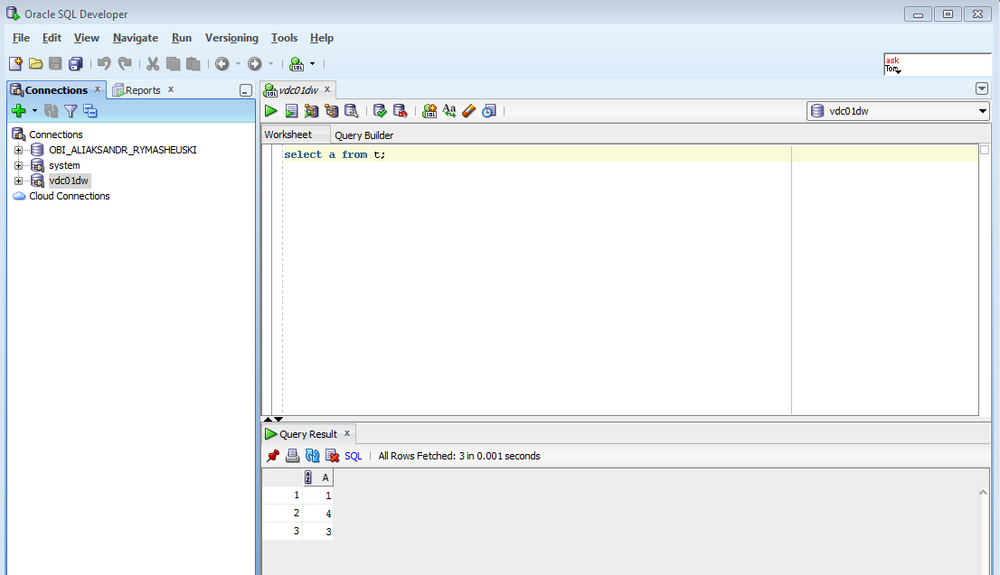 Oracle SQL Developer
File Edit View Navigate Run Versioning Tools Help
ask
Tom
Connections x Reports x
vdc01dw x
vdc01dw
Worksheet Query Builder
Connections
OBI_ALIAKSANDR_RYMASHEUSKI
system
vdc01dw
Cloud Connections
select a from t;
Query Result x
SQL All Rows Fetched: 3 in 0.001 seconds
A
1 1
2 4
3 3